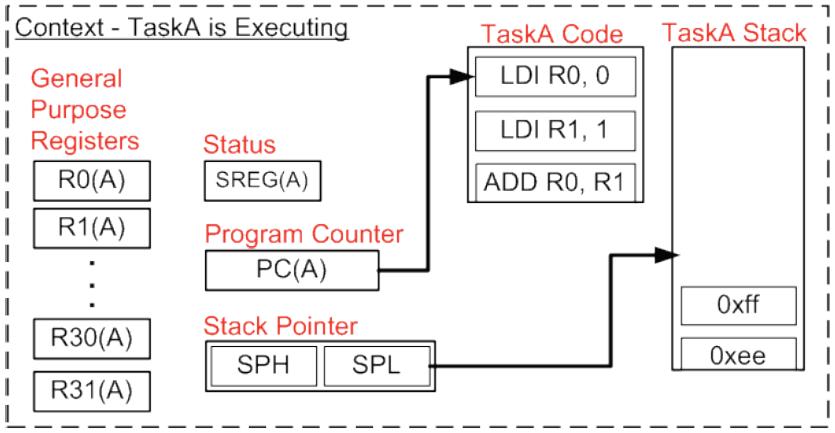 Context - TaskA is Executing
General
Purpose
Registers
R0(A)
R1(A)
R30(A)
R31(A)
Status
SREG(A)
Program Counter
PC(A)
Stack Pointer
SPH SPL
TaskA Code
LDI R0, 0
LDI R1, 1
ADD R0, R1
TaskA Stack
0xff
0xee